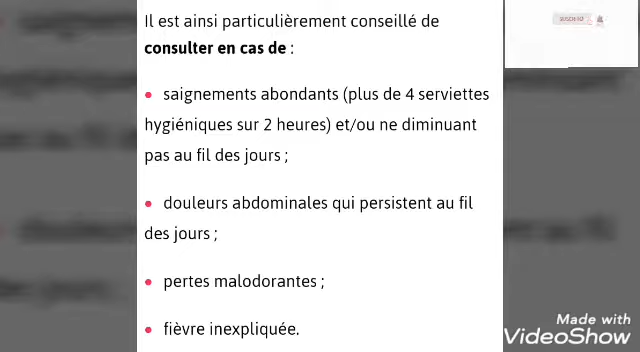 Il est ainsi particulièrement conseillé de
consulter en cas de :
• saignements abondants (plus de 4 serviettes
hygiéniques sur 2 heures) et/ou ne diminuant
pas au fil des jours ;
• douleurs abdominales qui persistent au fil
des jours ;
• pertes malodorantes ;
• fièvre inexpliquée.
Made with
VideoShow